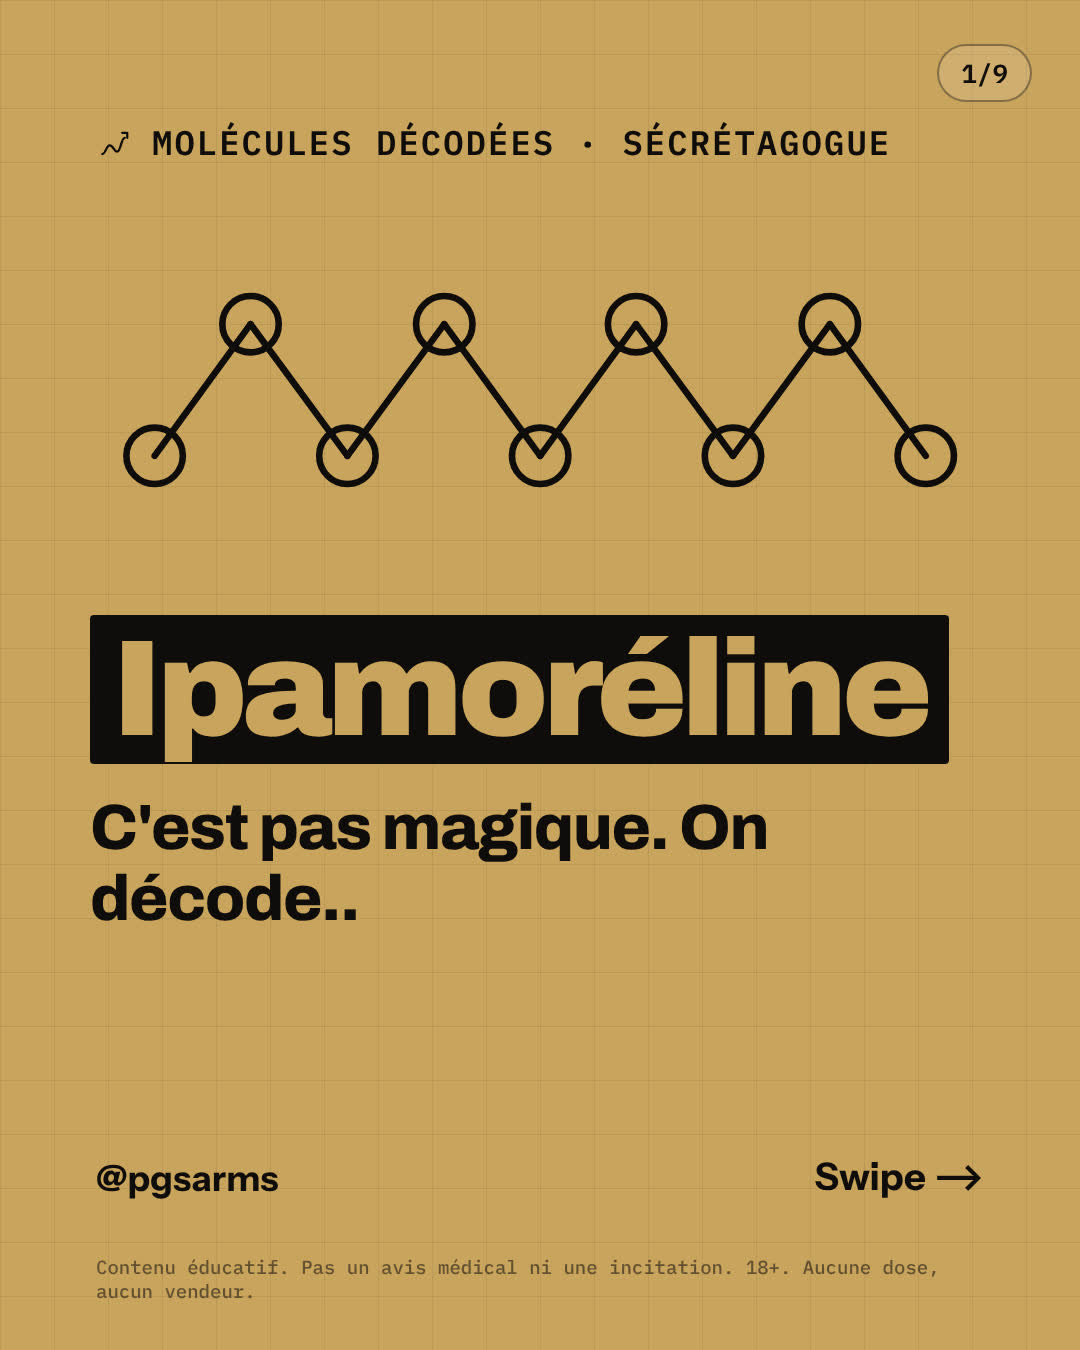 1/9
MOLÉCULES DÉCODÉES · SÉCRÉTAGOGUE
Ipamoréline
C'est pas magique. On
décode..
@pgsarms
Swipe →
Contenu éducatif. Pas un avis médical ni une incitation. 18+. Aucune dose,
aucun vendeur.